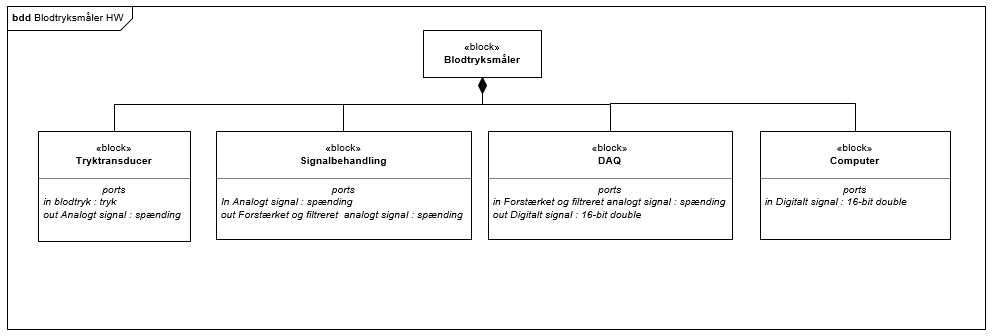 bdd Blodtryksmåler HW
«block»
Blodtryksmåler
«block»
Tryktransducer
ports
in blodtryk : tryk
out Analogt signal : spænding
«block»
Signalbehandling
ports
In Analogt signal : spænding
out Forstærket og filtreret analogt signal : spænding
«block»
DAQ
ports
in Forstærket og filtreret analogt signal : spænding
out Digitalt signal : 16-bit double
«block»
Computer
ports
in Digitalt signal : 16-bit double